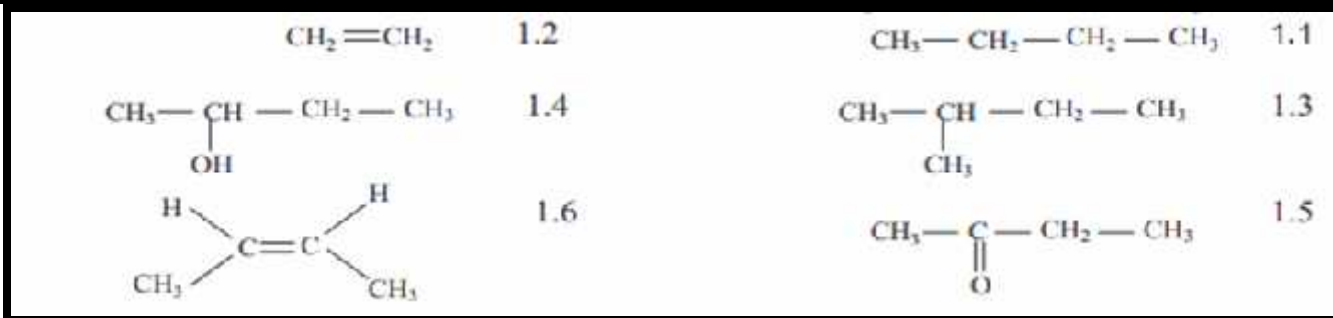 CH₂=CH₂ 1.2
CH₃—CH₂—CH₂—CH₃ 1.1
CH₃—CH—CH₂—CH₃ 1.4
OH
CH₃—CH—CH₂—CH₃ 1.3
CH₃
H H 1.6
C=C
CH₃ CH₃
CH₃—C—CH₂—CH₃ 1.5
O